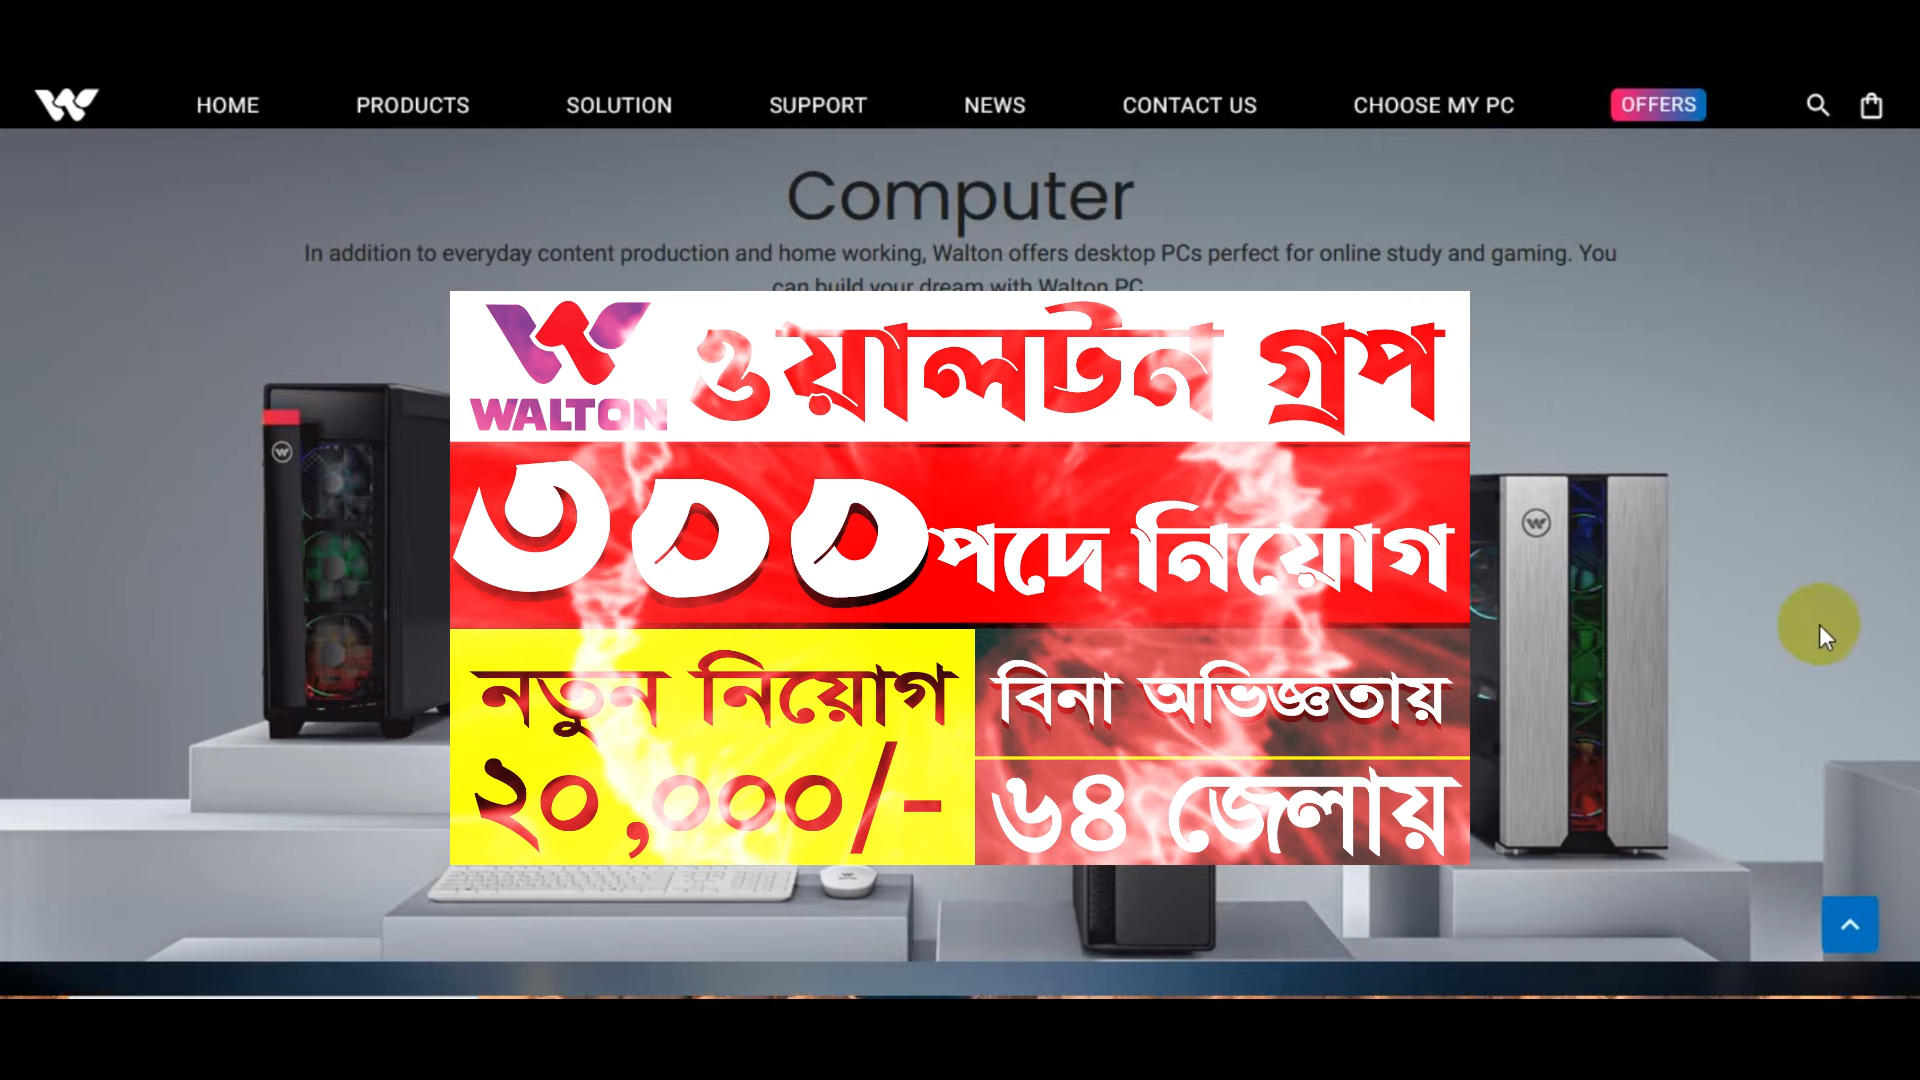 HOME PRODUCTS SOLUTION SUPPORT NEWS CONTACT US CHOOSE MY PC OFFERS
Computer
In addition to everyday content production and home working, Walton offers desktop PCs perfect for online study and gaming. You
can build your dream with Walton PC
WALTON ওয়ালটন গ্রপ
৩০০ পদে নিয়োগ
নতুন নিয়োগ
২০,০০০/-
বিনা অভিজ্ঞতায়
৬৪ জেলায়